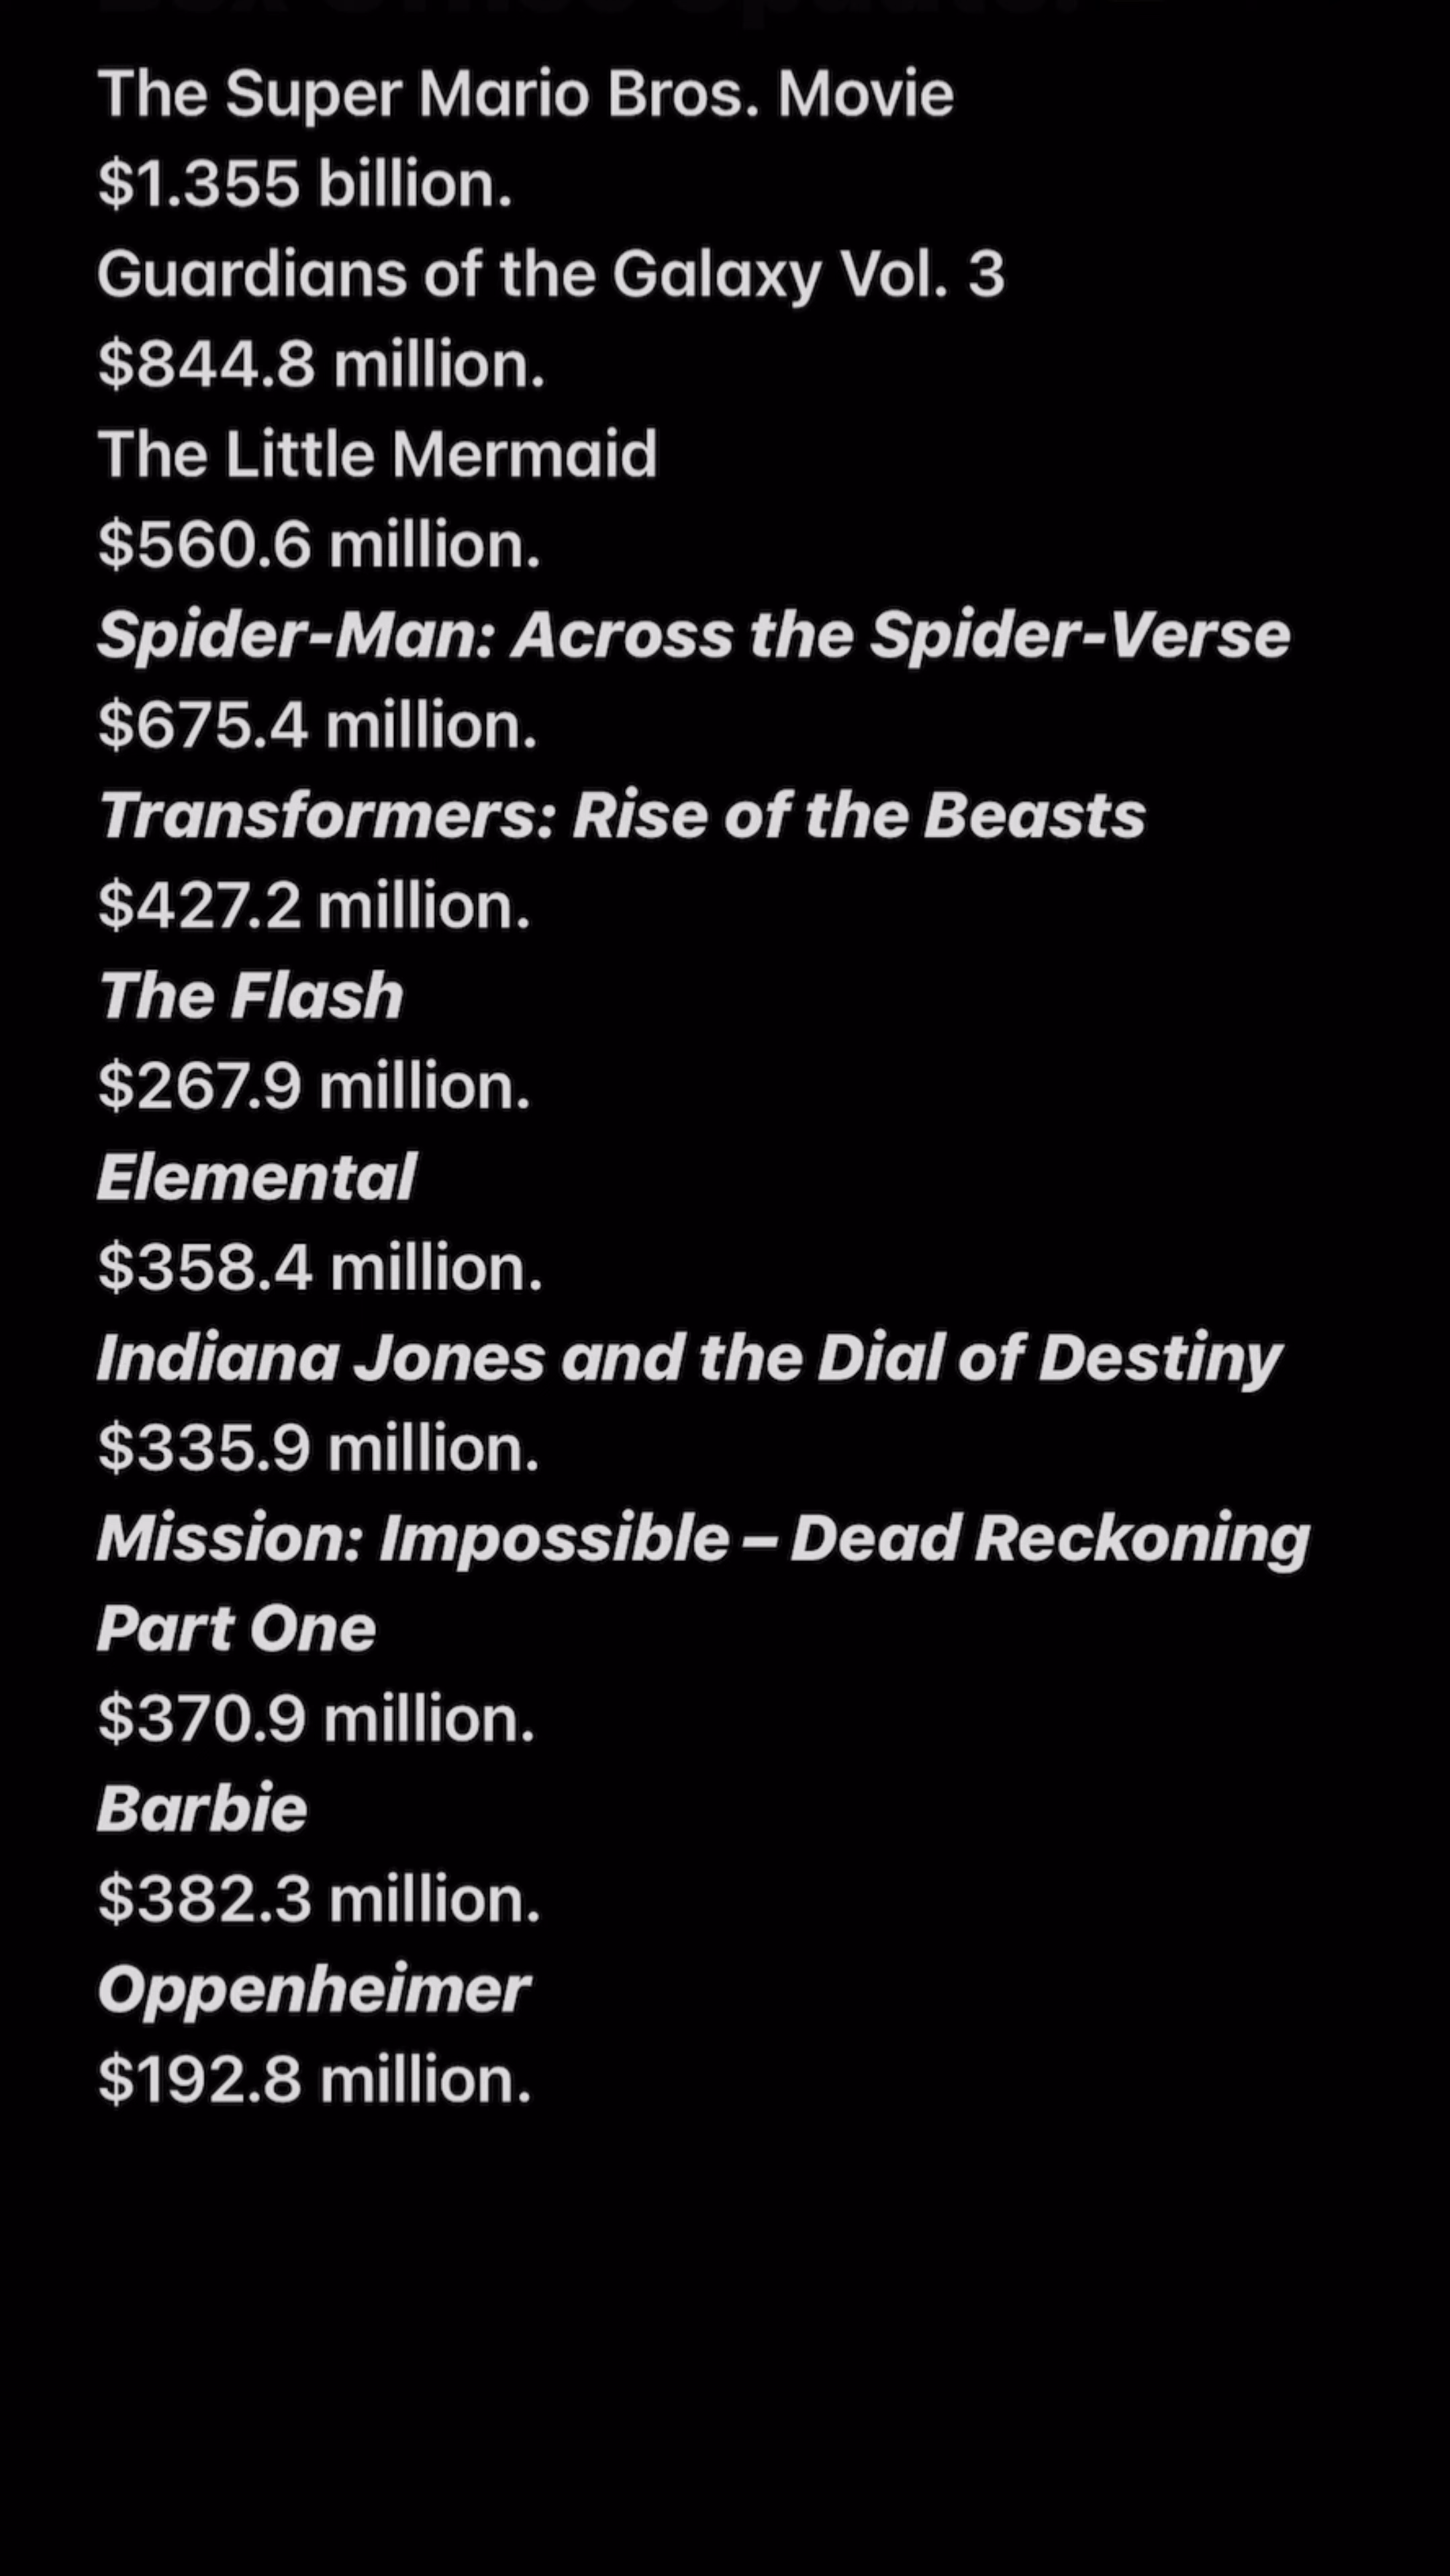 The Super Mario Bros. Movie
$1.355 billion.
Guardians of the Galaxy Vol. 3
$844.8 million.
The Little Mermaid
$560.6 million.
Spider-Man: Across the Spider-Verse
$675.4 million.
Transformers: Rise of the Beasts
$427.2 million.
The Flash
$267.9 million.
Elemental
$358.4 million.
Indiana Jones and the Dial of Destiny
$335.9 million.
Mission: Impossible – Dead Reckoning
Part One
$370.9 million.
Barbie
$382.3 million.
Oppenheimer
$192.8 million.